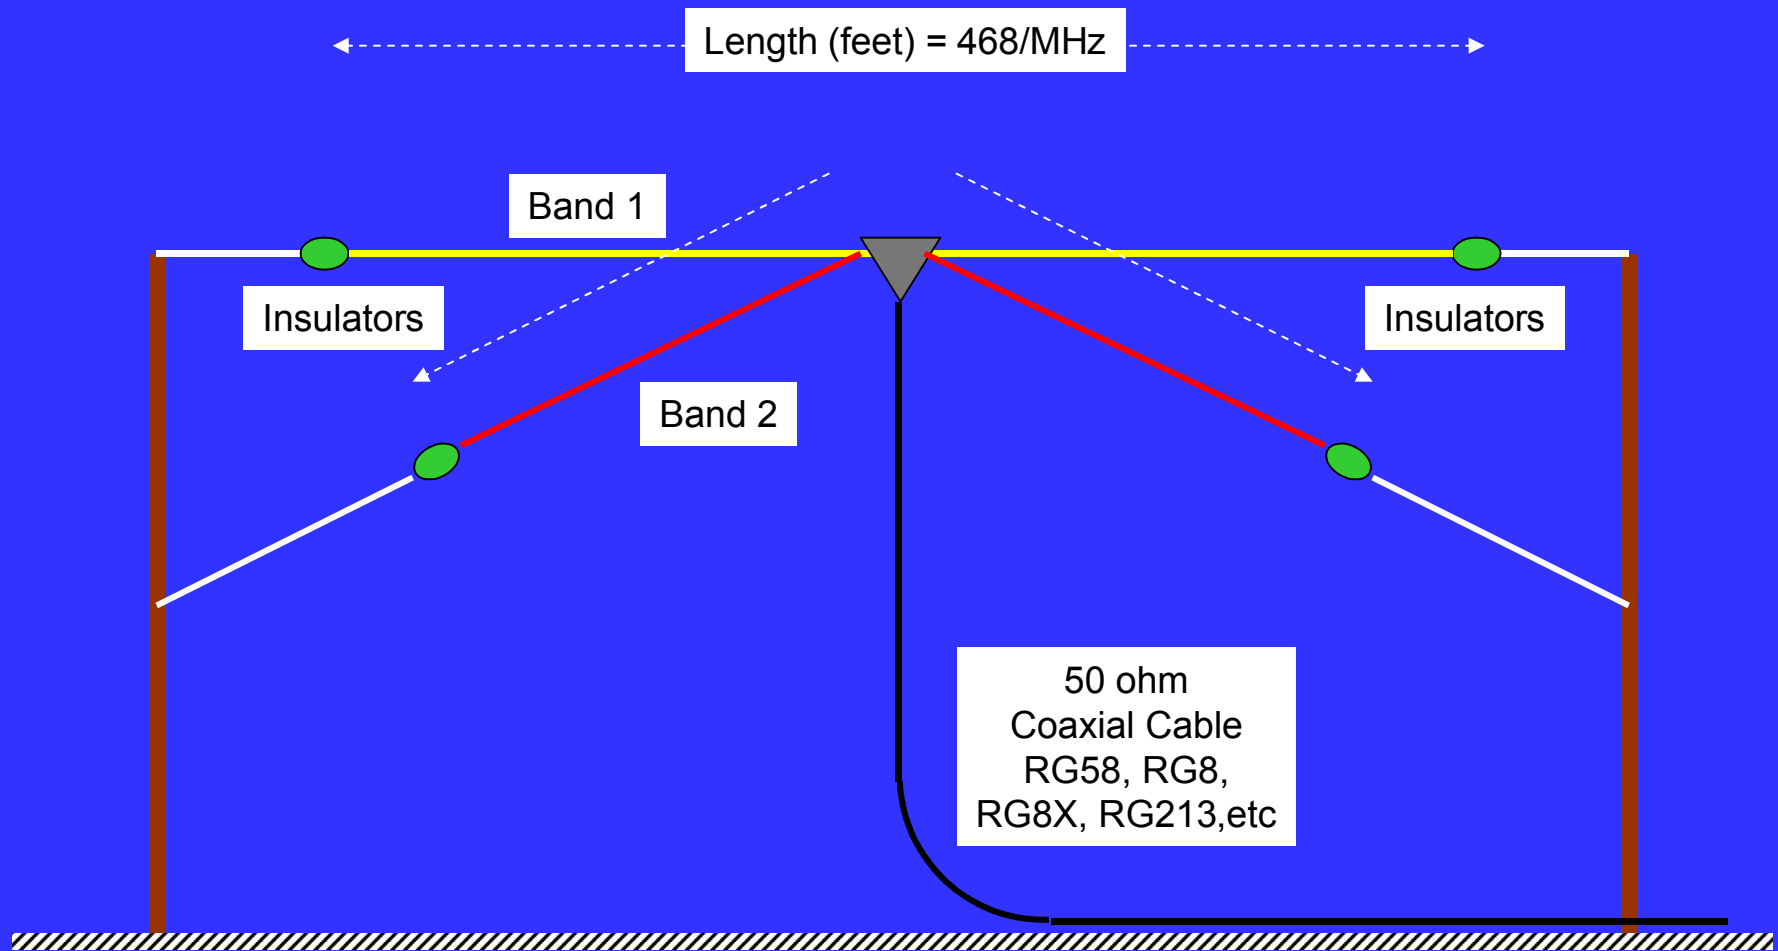 Length (feet) = 468/MHz
Band 1
Insulators
Insulators
Band 2
50 ohm
Coaxial Cable
RG58, RG8,
RG8X, RG213,etc